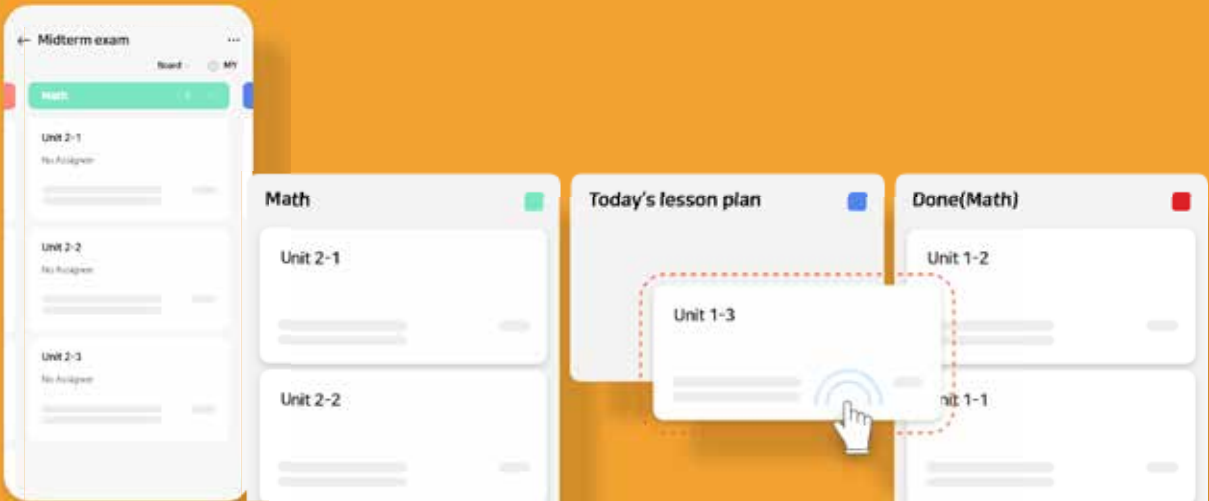 ← Midterm exam ...
Board MY
Math
Unit 2-1
No Assignee
Unit 2-2
No Assignee
Unit 2-3
No Assignee
Math
Unit 2-1
Unit 2-2
Today's lesson plan
Unit 1-3
Done(Math)
Unit 1-2
nit 1-1